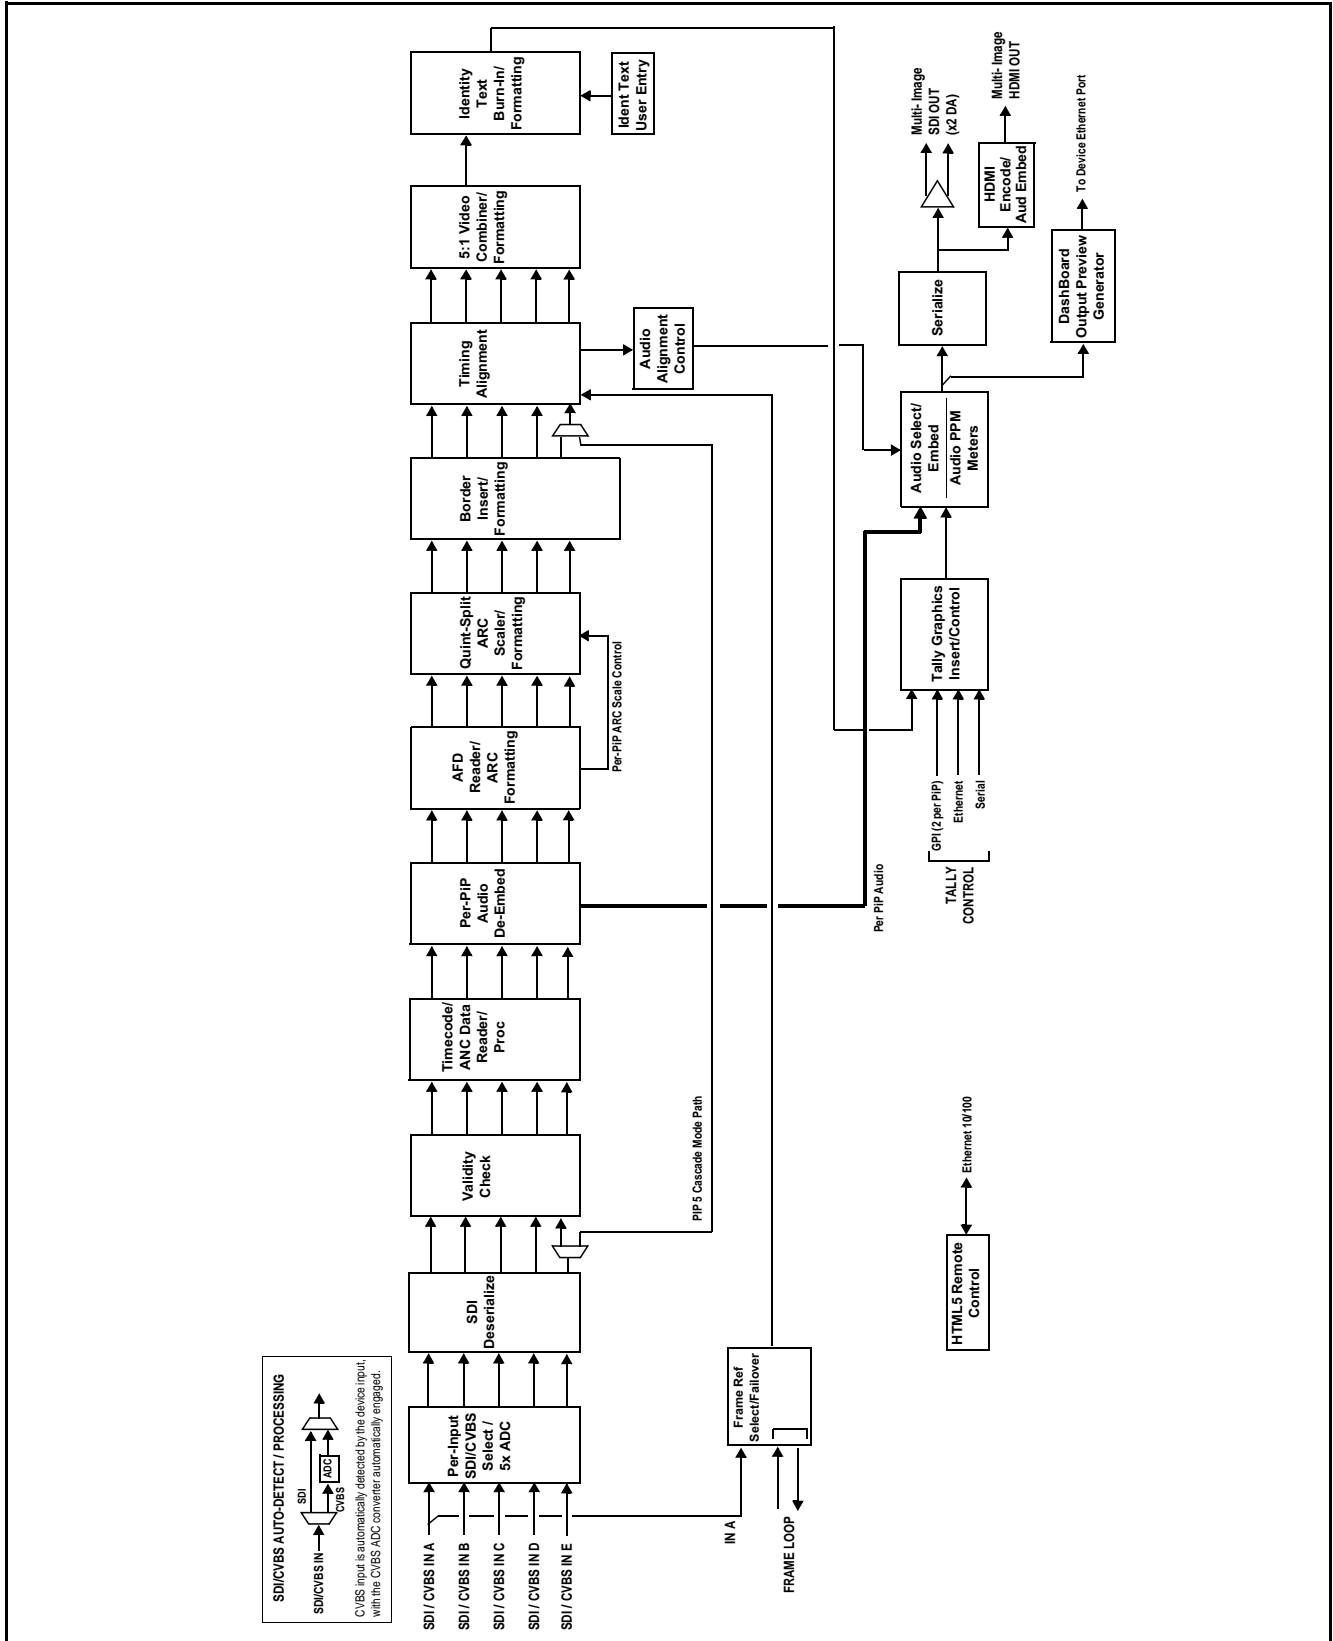 SDI/CVBS AUTO-DETECT / PROCESSING
SDI/CVBS IN
SDI
CVBS
ADC
CVBS input is automatically detected by the device input,
with the CVBS ADC converter automatically engaged.
SDI / CVBS IN A
SDI / CVBS IN B
SDI / CVBS IN C
SDI / CVBS IN D
SDI / CVBS IN E
Per-Input
SDI/CVBS
Select /
5x ADC
SDI
Deserialize
Validity
Check
Timecode/
ANC Data
Reader/
Proc
Per-PiP
Audio
De-Embed
AFD
Reader/
ARC
Formatting
Quint-Split
ARC
Scaler/
Formatting
Border
Insert/
Formatting
Timing
Alignment
5:1 Video
Combiner/
Formatting
Identity
Text
Burn-In/
Formatting
Ident Text
User Entry
Per-PiP ARC Scale Control
Audio
Alignment
Control
PIP 5 Cascade Mode Path
IN A
FRAME LOOP
Frame Ref
Select/Failover
Per PiP Audio
TALLY
CONTROL
GPI (2 per PiP)
Ethernet
Serial
Tally Graphics
Insert/Control
Audio Select/
Embed
Audio PPM
Meters
Serialize
Multi- Image
SDI OUT
(x2 DA)
HDMI
Encode/
Aud Embed
Multi- Image
HDMI OUT
DashBoard
Output Preview
Generator
To Device Ethernet Port
HTML5 Remote
Control
Ethernet 10/100